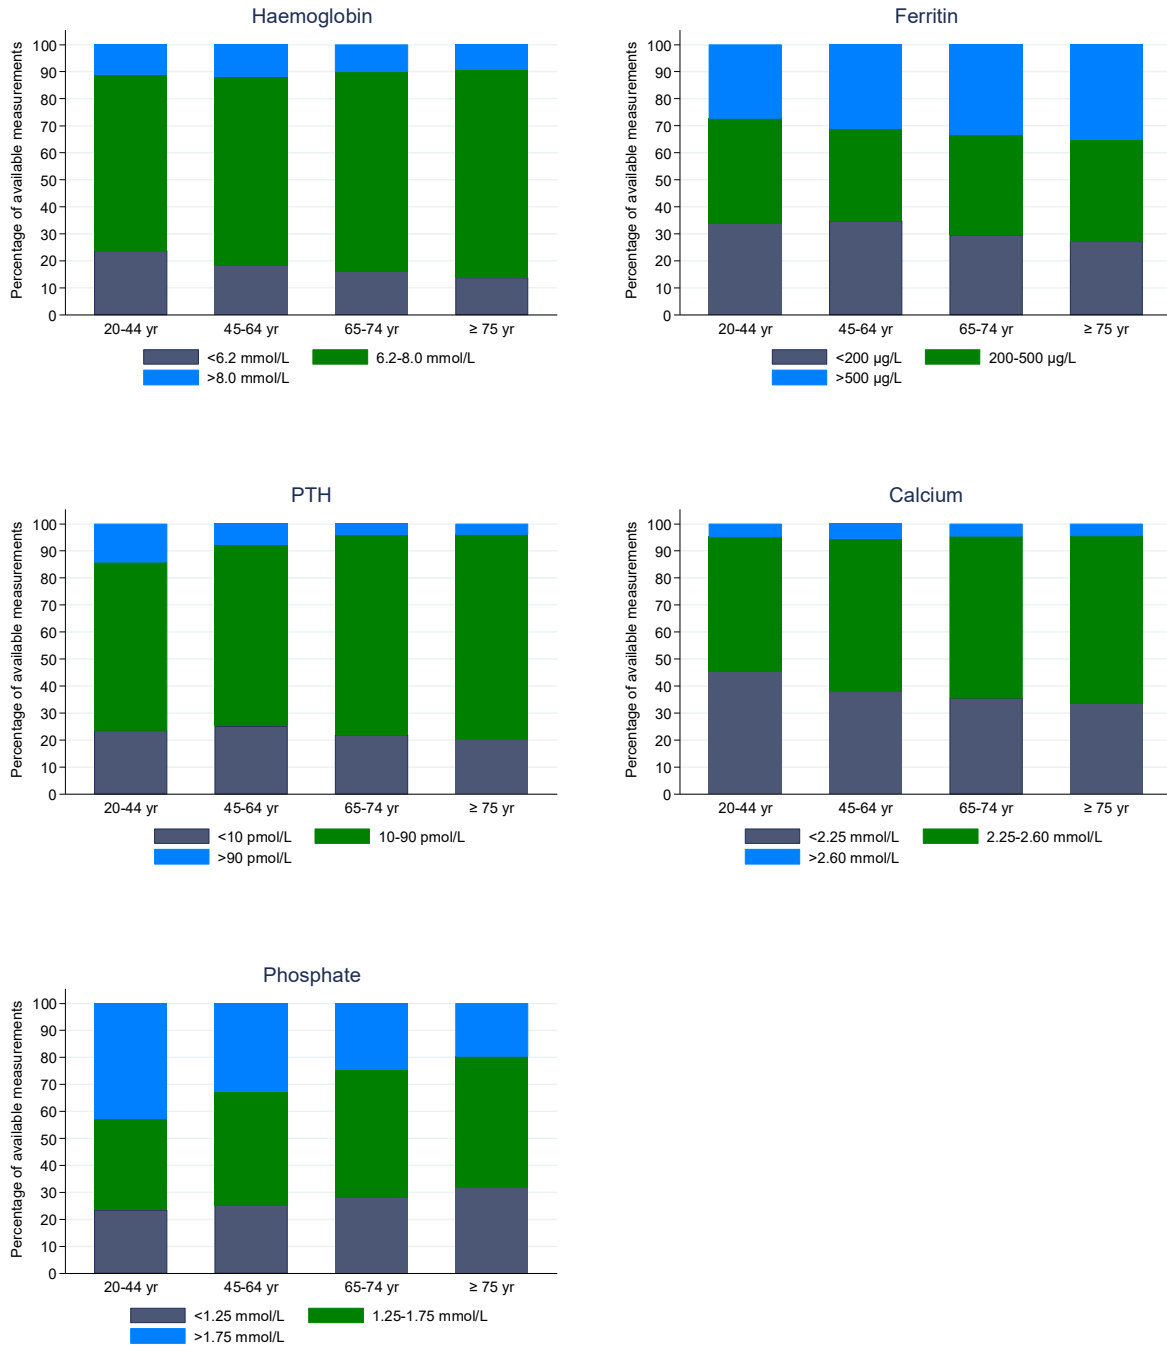 Haemoglobin
Percentage of available measurements
100
90
80
70
60
50
40
30
20
10
0
20-44 yr 45-64 yr 65-74 yr ≥ 75 yr
<6.2 mmol/L 6.2-8.0 mmol/L
>8.0 mmol/L
Ferritin
Percentage of available measurements
100
90
80
70
60
50
40
30
20
10
0
20-44 yr 45-64 yr 65-74 yr ≥ 75 yr
<200 µg/L 200-500 µg/L
>500 µg/L
PTH
Percentage of available measurements
100
90
80
70
60
50
40
30
20
10
0
20-44 yr 45-64 yr 65-74 yr ≥ 75 yr
<10 pmol/L 10-90 pmol/L
>90 pmol/L
Calcium
Percentage of available measurements
100
90
80
70
60
50
40
30
20
10
0
20-44 yr 45-64 yr 65-74 yr ≥ 75 yr
<2.25 mmol/L 2.25-2.60 mmol/L
>2.60 mmol/L
Phosphate
Percentage of available measurements
100
90
80
70
60
50
40
30
20
10
0
20-44 yr 45-64 yr 65-74 yr ≥ 75 yr
<1.25 mmol/L 1.25-1.75 mmol/L
>1.75 mmol/L